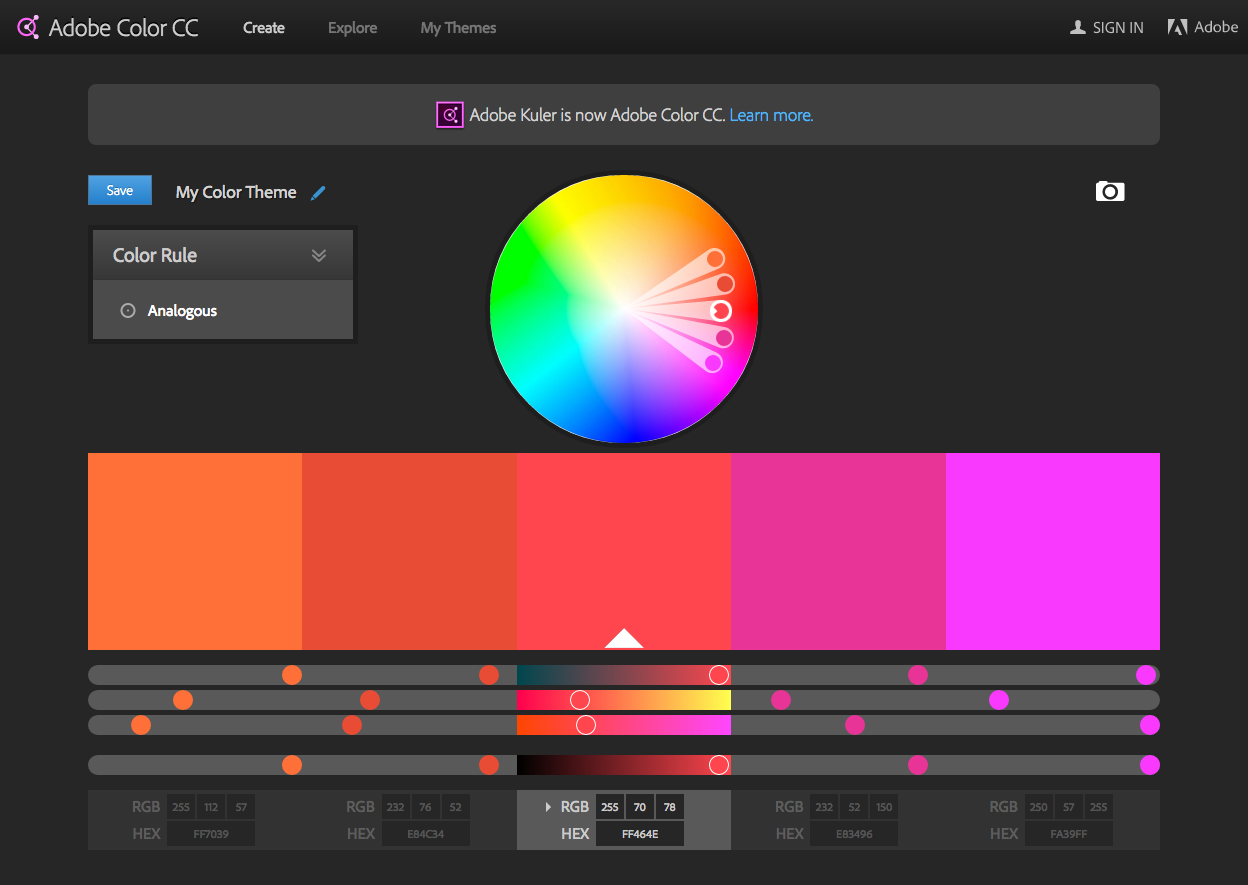 Adobe Color CC Create Explore My Themes SIGN IN Adobe
Adobe Kuler is now Adobe Color CC. Learn more.
Save My Color Theme
Color Rule
Analogous
RGB 255 112 57 RGB 232 76 52 RGB 255 70 78 RGB 232 52 150 RGB 250 57 255
HEX FF7039 HEX E84C34 HEX FF464E HEX E83496 HEX FA39FF